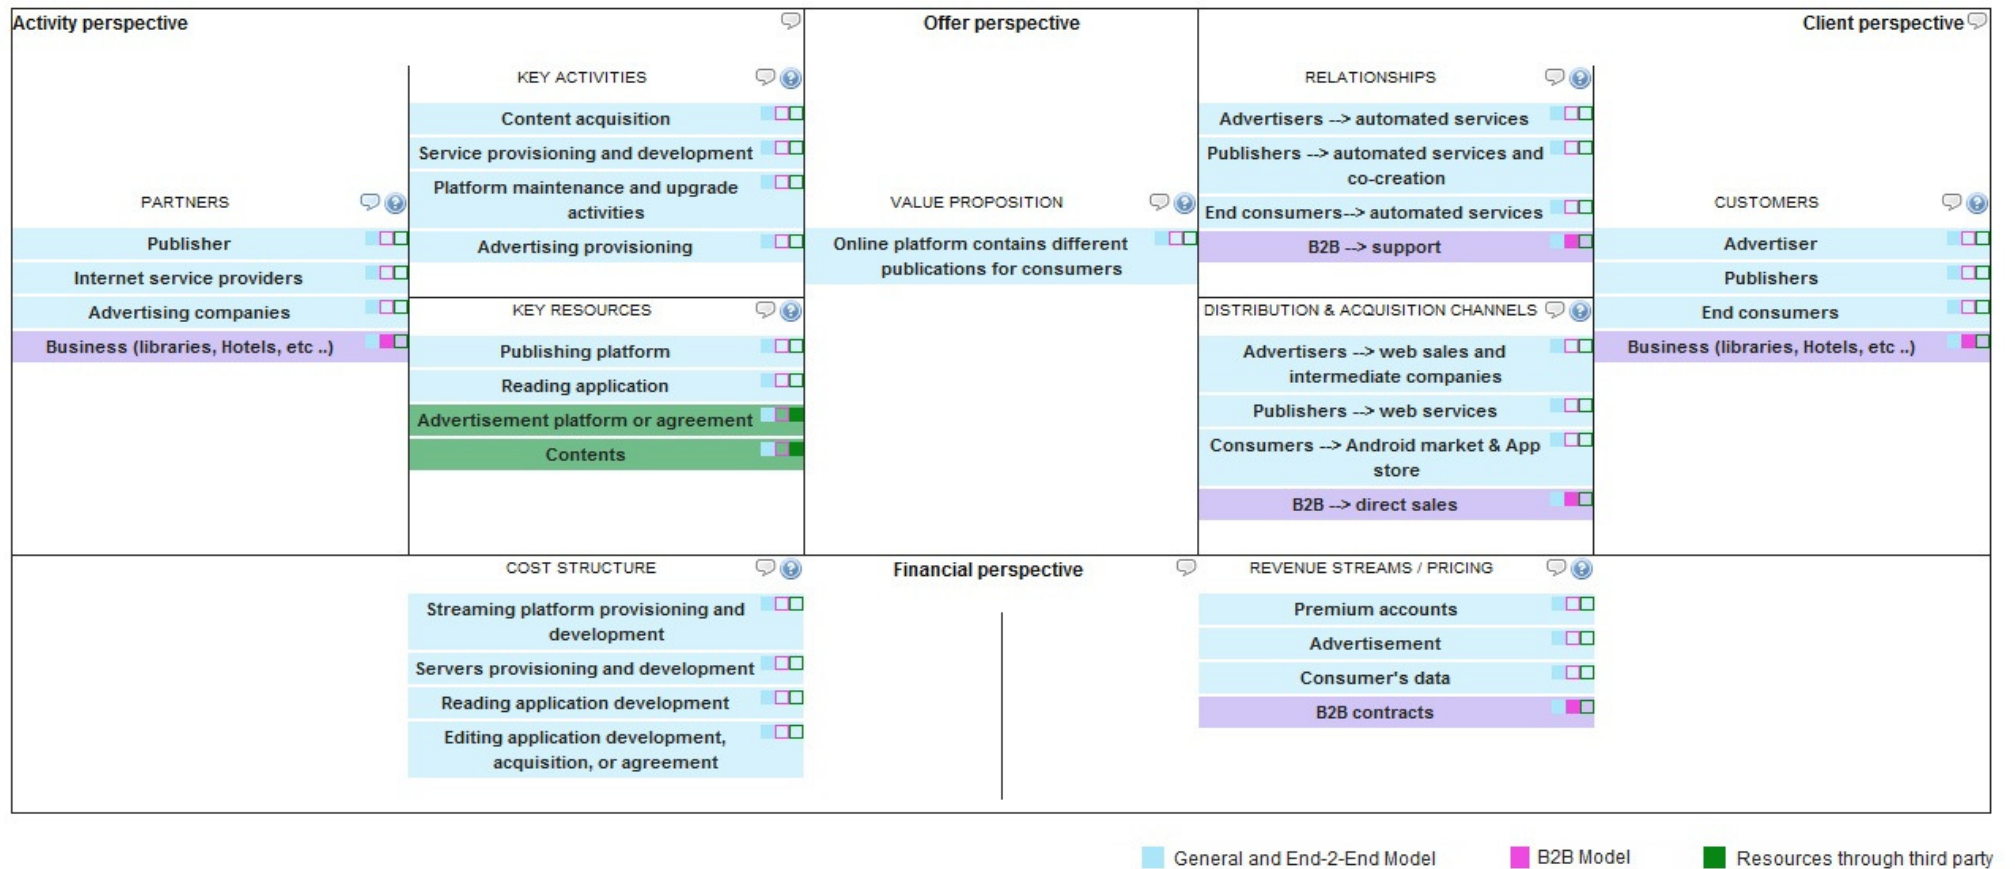 Activity perspective
Offer perspective
Client perspective
PARTNERS
Publisher
Internet service providers
Advertising companies
Business (libraries, Hotels, etc ..)
KEY ACTIVITIES
Content acquisition
Service provisioning and development
Platform maintenance and upgrade
activities
Advertising provisioning
KEY RESOURCES
Publishing platform
Reading application
Advertisement platform or agreement
Contents
VALUE PROPOSITION
Online platform contains different
publications for consumers
RELATIONSHIPS
Advertisers --> automated services
Publishers --> automated services and
co-creation
End consumers--> automated services
B2B --> support
DISTRIBUTION & ACQUISITION CHANNELS
Advertisers --> web sales and
intermediate companies
Publishers --> web services
Consumers --> Android market & App
store
B2B --> direct sales
CUSTOMERS
Advertiser
Publishers
End consumers
Business (libraries, Hotels, etc ..)
COST STRUCTURE
Streaming platform provisioning and
development
Servers provisioning and development
Reading application development
Editing application development,
acquisition, or agreement
Financial perspective
REVENUE STREAMS / PRICING
Premium accounts
Advertisement
Consumer's data
B2B contracts
General and End-2-End Model
B2B Model
Resources through third party